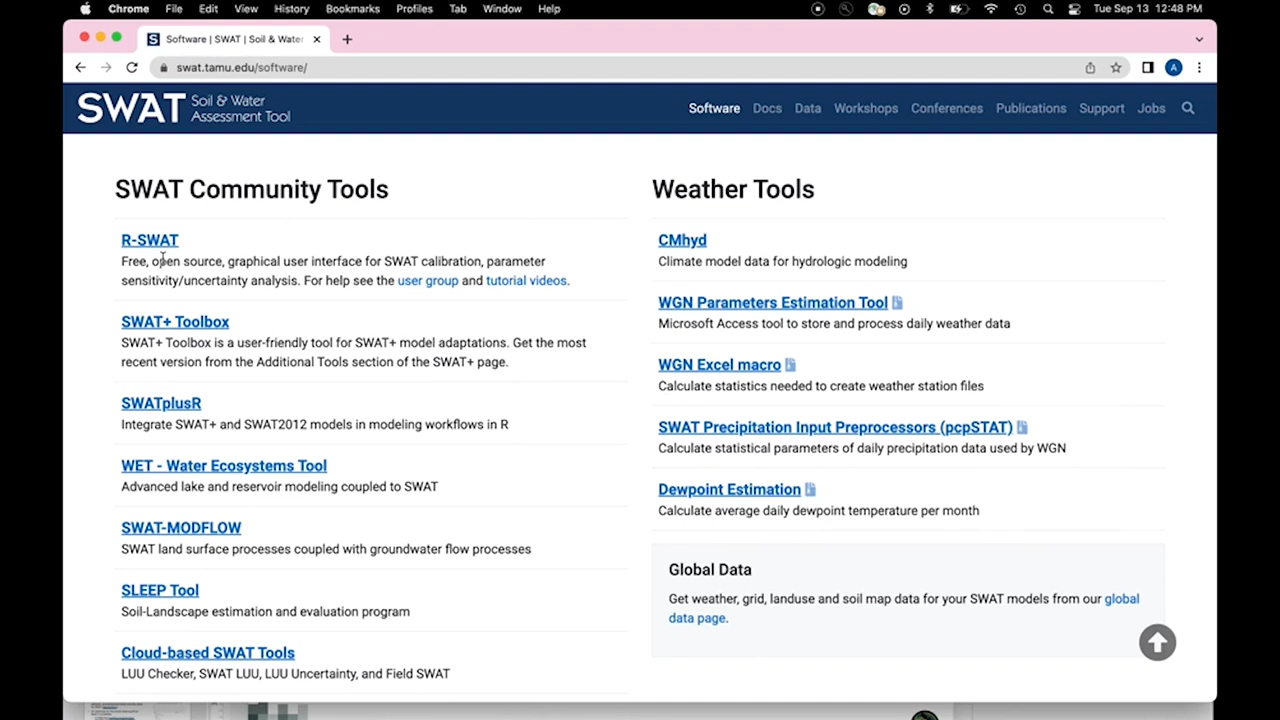 Chrome File Edit View History Bookmarks Profiles Tab Window Help Tue Sep 13 12:48 PM
S Software | SWAT | Soil & Water
swat.tamu.edu/software/ A
SWAT Soil & Water
Assessment Tool
Software Docs Data Workshops Conferences Publications Support Jobs
SWAT Community Tools
R-SWAT
Free, open source, graphical user interface for SWAT calibration, parameter
sensitivity/uncertainty analysis. For help see the user group and tutorial videos.
SWAT+ Toolbox
SWAT+ Toolbox is a user-friendly tool for SWAT+ model adaptations. Get the most
recent version from the Additional Tools section of the SWAT+ page.
SWATplusR
Integrate SWAT+ and SWAT2012 models in modeling workflows in R
WET - Water Ecosystems Tool
Advanced lake and reservoir modeling coupled to SWAT
SWAT-MODFLOW
SWAT land surface processes coupled with groundwater flow processes
SLEEP Tool
Soil-Landscape estimation and evaluation program
Cloud-based SWAT Tools
LUU Checker, SWAT LUU, LUU Uncertainty, and Field SWAT
Weather Tools
CMhyd
Climate model data for hydrologic modeling
WGN Parameters Estimation Tool
Microsoft Access tool to store and process daily weather data
WGN Excel macro
Calculate statistics needed to create weather station files
SWAT Precipitation Input Preprocessors (pcpSTAT)
Calculate statistical parameters of daily precipitation data used by WGN
Dewpoint Estimation
Calculate average daily dewpoint temperature per month
Global Data
Get weather, grid, landuse and soil map data for your SWAT models from our global
data page.